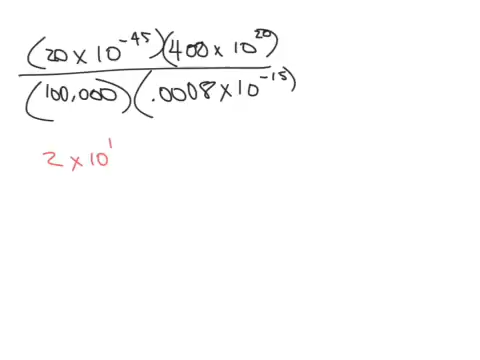 (20 x 10^-45)(400 x 10^20)
(100,000)(.0008 x 10^-15)
2 x 10^1